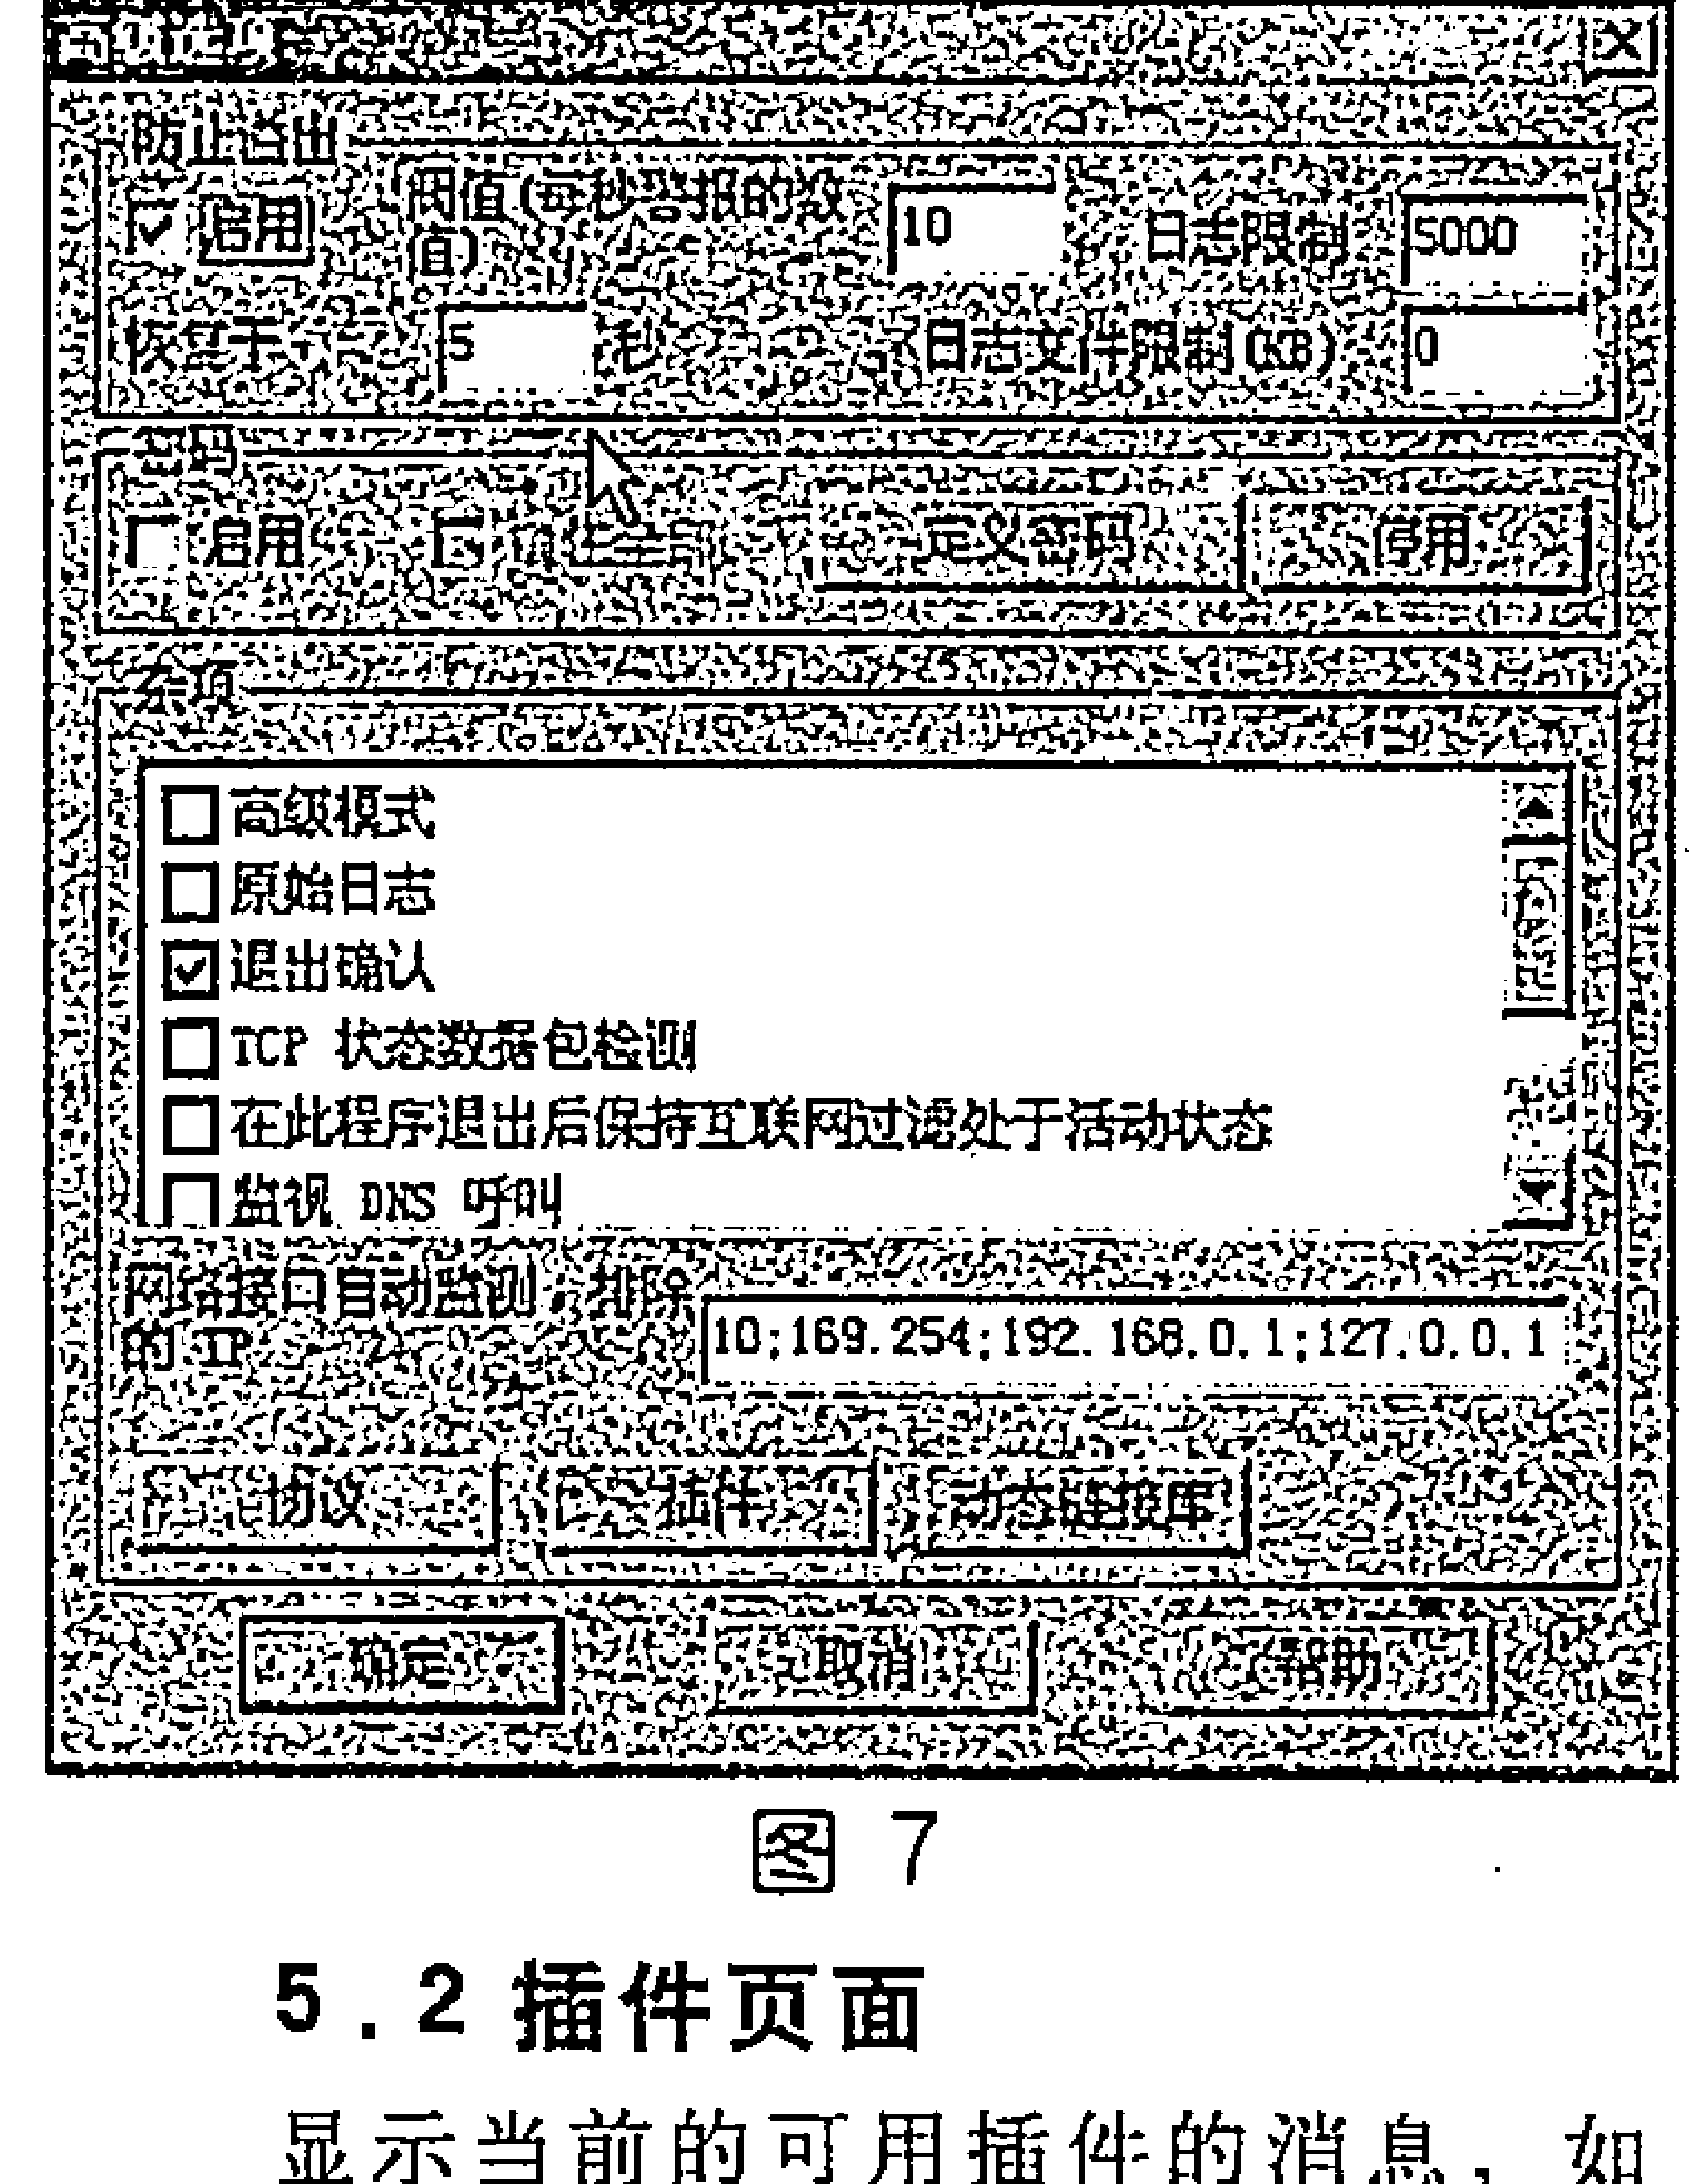 高级选项
防止溢出
启用
阀值(每秒警报的数
值)
10
日志限制
5000
恢复于
5
秒
日志文件限制(KB)
0
密码
启用
定义密码
停用
杂项
高级模式
原始日志
退出确认
TCP 状态数据包检测
在此程序退出后保持互联网过滤处于活动状态
监视 DNS 呼叫
网络接口自动监测,排除
的 IP
10;169.254;192.168.0.1;127.0.0.1
协议
插件
动态链接库
确定
取消
帮助
图 7
5.2 插件页面
显示当前的可用插件的消息，如